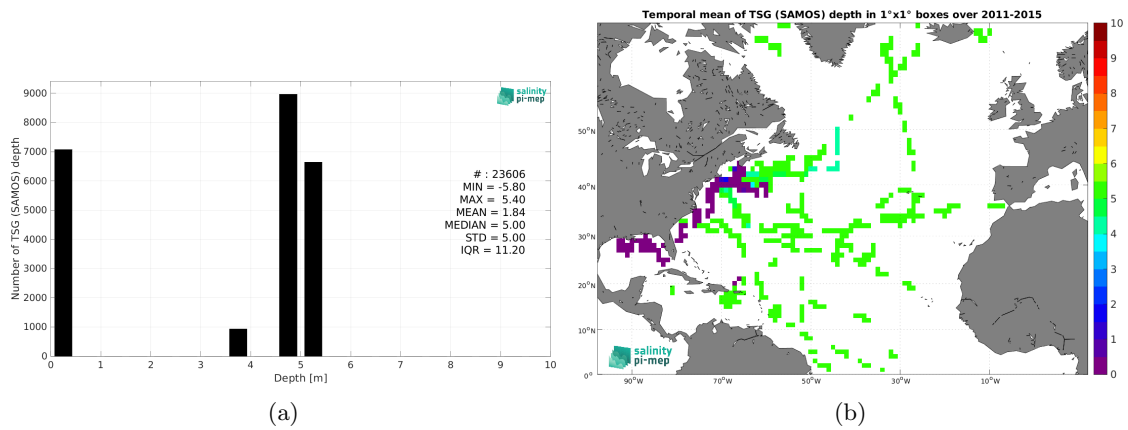 Number of TSG (SAMOS) depth
9000
8000
7000
6000
5000
4000
3000
2000
1000
0
0 1 2 3 4 5 6 7 8 9 10
Depth [m]
salinity
pi-mep
# : 23606
MIN = -5.80
MAX = 5.40
MEAN = 1.84
MEDIAN = 5.00
STD = 5.00
IQR = 11.20
(a)
Temporal mean of TSG (SAMOS) depth in 1°x1° boxes over 2011-2015
50°N
40°N
30°N
20°N
10°N
0°
90°W 70°W 50°W 30°W 10°W
salinity
pi-mep
10
9
8
7
6
5
4
3
2
1
0
(b)